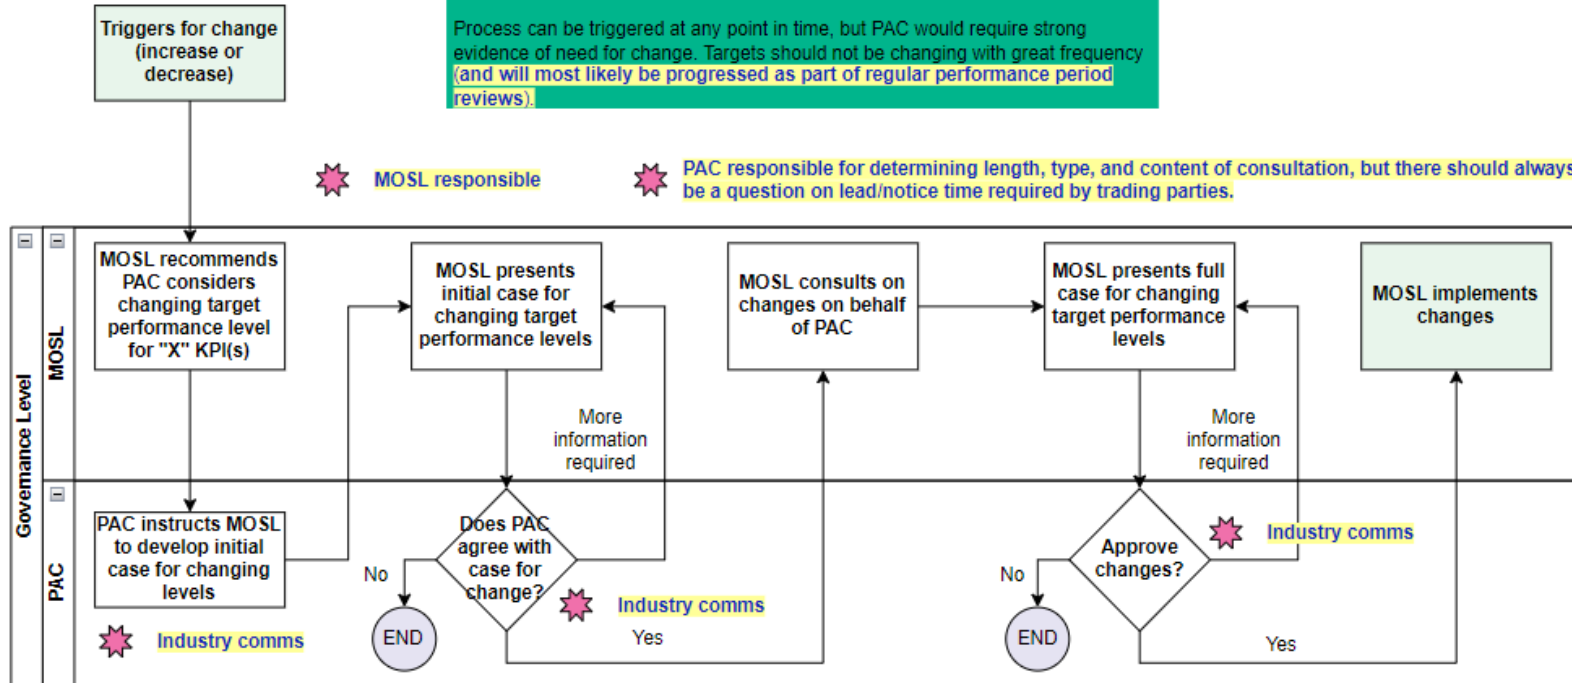 Triggers for change
(increase or
decrease)
Process can be triggered at any point in time, but PAC would require strong
evidence of need for change. Targets should not be changing with great frequency
(and will most likely be progressed as part of regular performance period
reviews).
MOSL responsible
PAC responsible for determining length, type, and content of consultation, but there should always
be a question on lead/notice time required by trading parties.
Governance Level
MOSL
MOSL recommends
PAC considers
changing target
performance level
for "X" KPI(s)
MOSL presents
initial case for
changing target
performance levels
MOSL consults on
changes on behalf
of PAC
MOSL presents full
case for changing
target performance
levels
MOSL implements
changes
More
information
required
More
information
required
PAC
PAC instructs MOSL
to develop initial
case for changing
levels
Industry comms
Does PAC
agree with
case for
change?
No
END
Industry comms
Yes
Approve
changes?
Industry comms
No
END
Yes